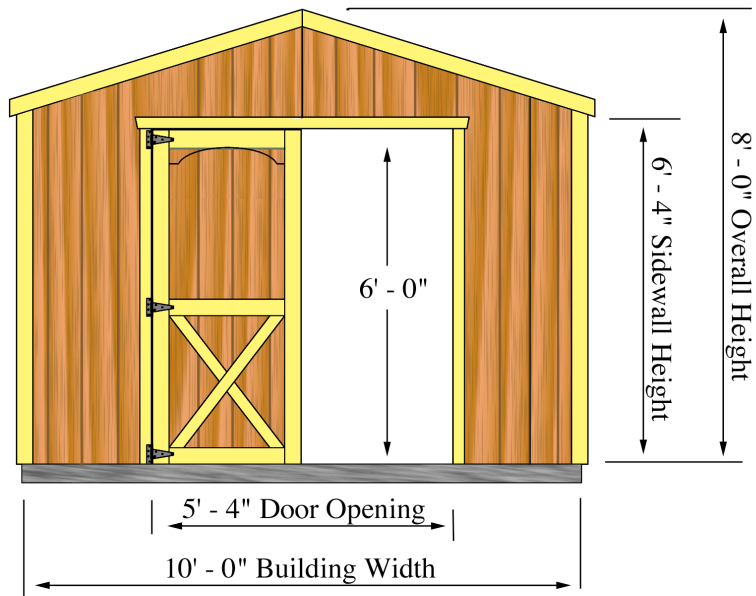 6' - 0"
6' - 4" Sidewall Height
8' - 0" Overall Height
5' - 4" Door Opening
10' - 0" Building Width